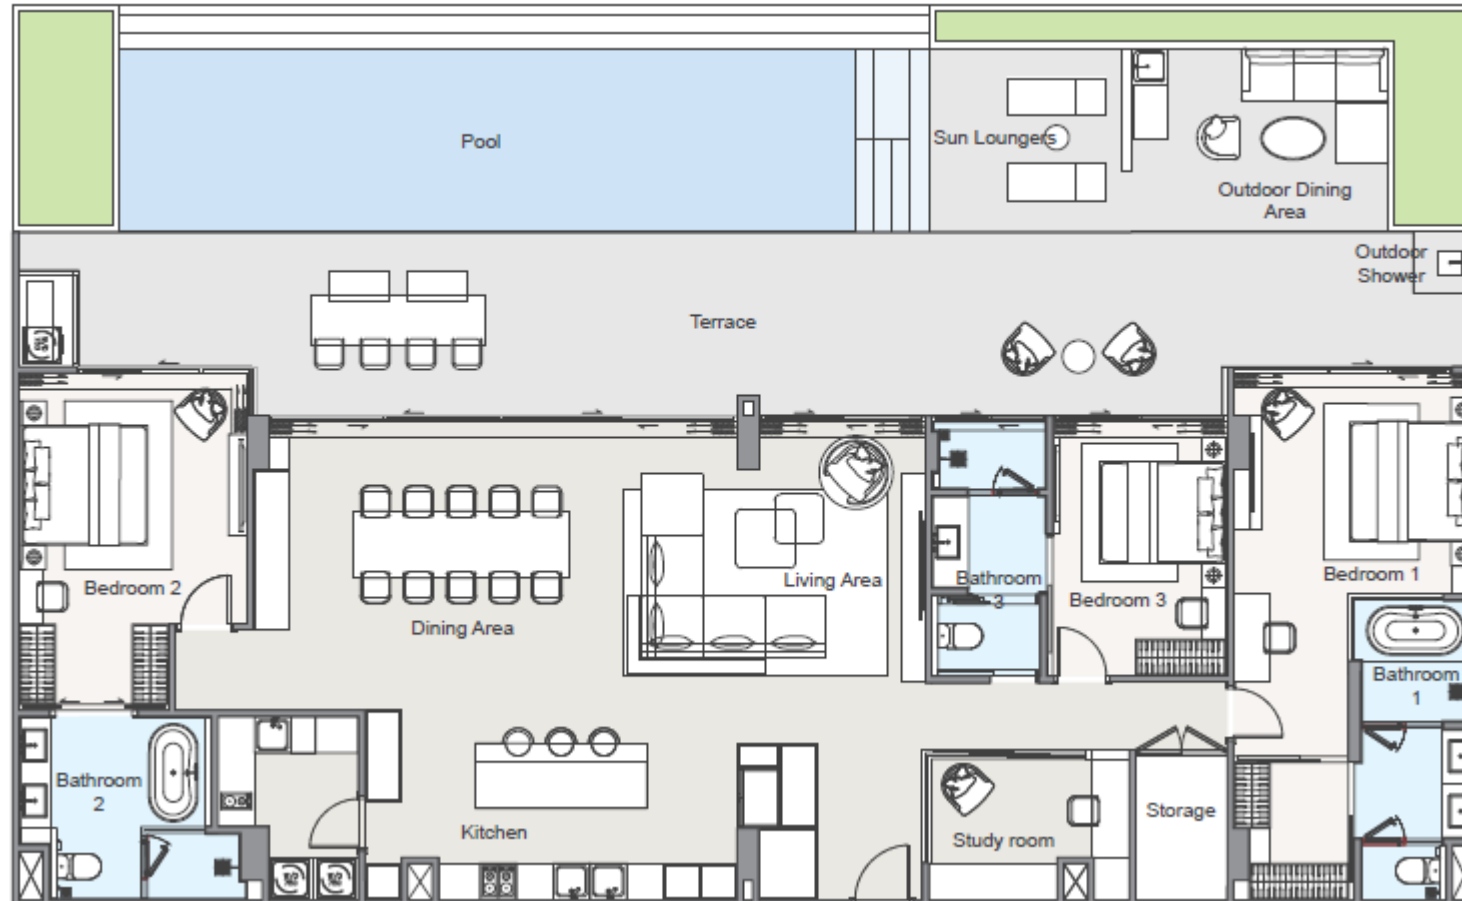 Pool
Sun Loungers
Outdoor Dining
Area
Outdoor
Shower
Terrace
Bedroom 2
Dining Area
Living Area
Bathroom
3
Bedroom 3
Bedroom 1
Bathroom
1
Bathroom
2
Kitchen
Study room
Storage